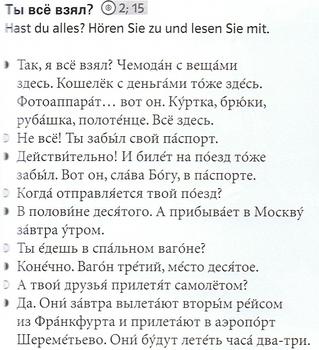 Ты всё взял? 2; 15
Hast du alles? Hören Sie zu und lesen Sie mit.
Так, я всё взял? Чемода́н с веща́ми
здесь. Кошелёк с деньга́ми то́же здесь.
Фотоаппара́т... вот он. Ку́ртка, брю́ки,
руба́шка, полоте́нце. Всё здесь.
Не всё! Ты забы́л свой па́спорт.
Действи́тельно! И биле́т на по́езд то́же
забы́л. Вот он, сла́ва Бо́гу, в па́спорте.
Когда́ отправля́ется твой по́езд?
В полови́не деся́того. А прибыва́ет в Москву́
за́втра у́тром.
Ты е́дешь в спа́льном ваго́не?
Коне́чно. Ваго́н тре́тий, ме́сто деся́тое.
А твои́ друзья́ прилетя́т самолётом?
Да. Они́ за́втра вылета́ют вторы́м ре́йсом
из Фра́нкфурта и прилета́ют в аэропо́рт
Шереме́тьево. Они́ бу́дут лете́ть часа́ два-три.